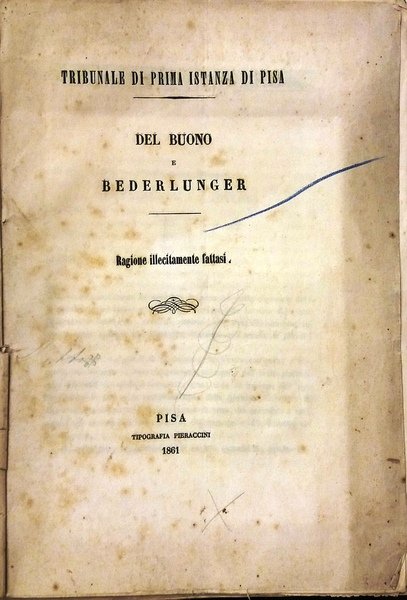 TRIBUNALE DI PRIMA ISTANZA DI PISA
DEL BUONO
E
BEDERLUNGER
Ragione illecitamente fattasi.
PISA
TIPOGRAFIA PIERACCINI
1861